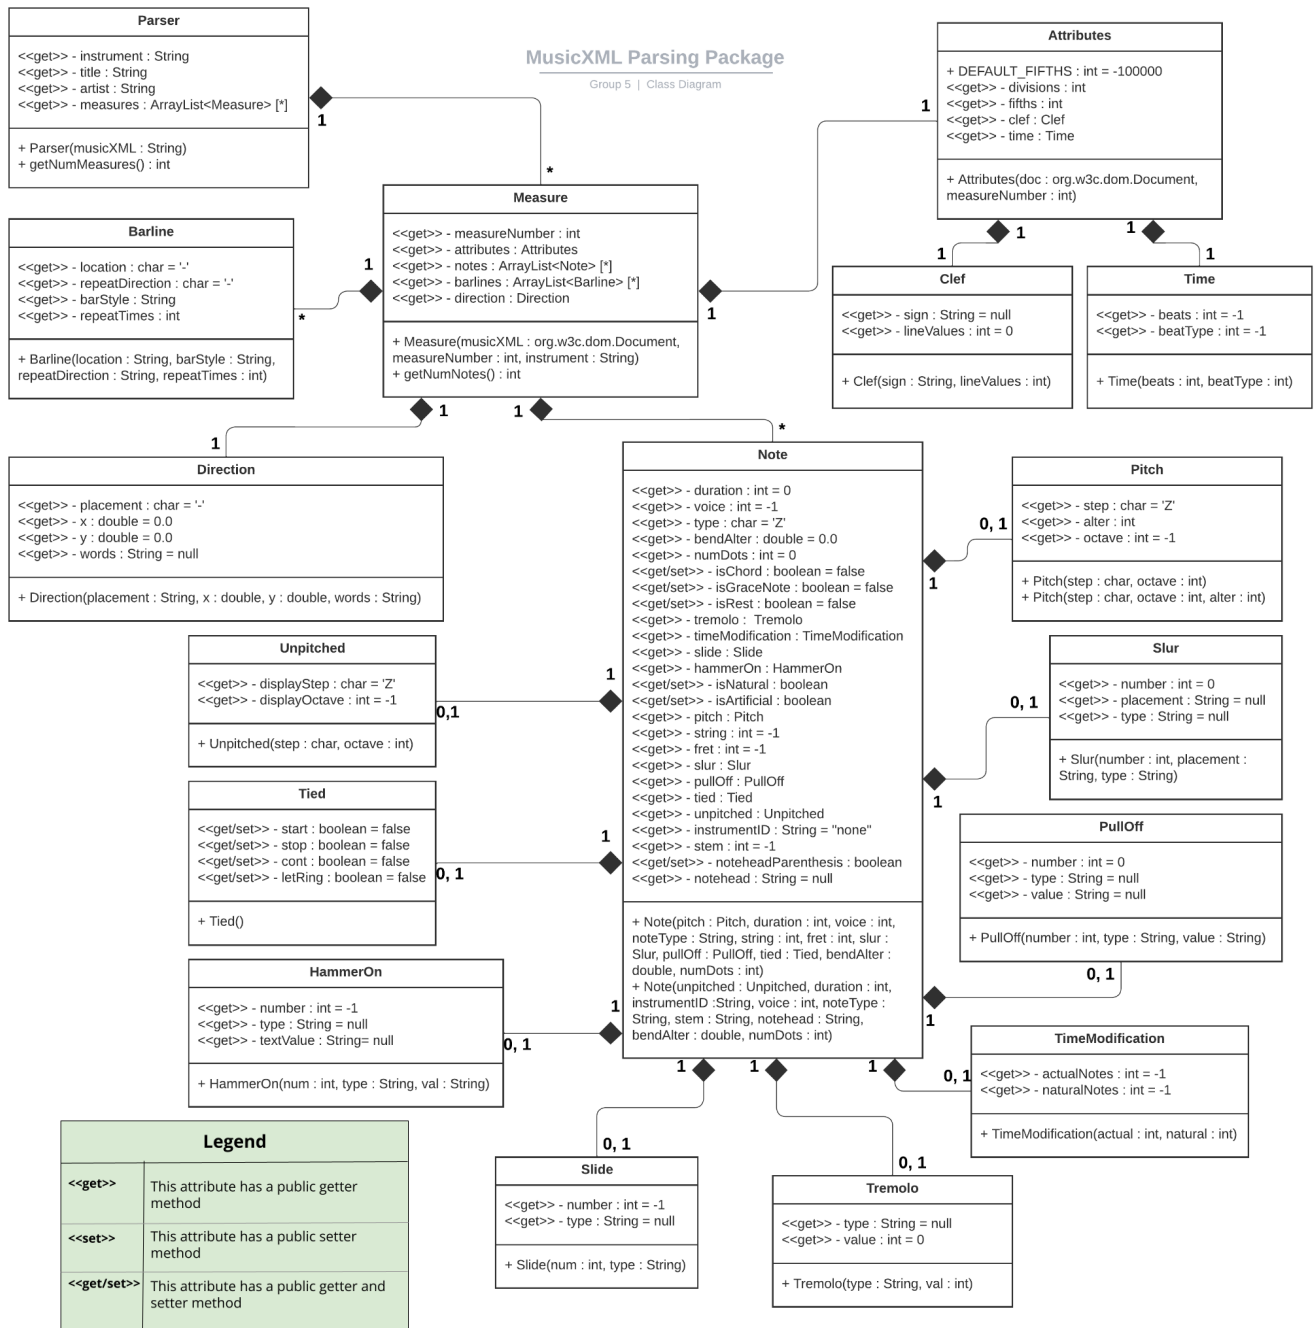 MusicXML Parsing Package
Group 5 | Class Diagram
Parser
<<get>> - instrument : String
<<get>> - title : String
<<get>> - artist : String
<<get>> - measures : ArrayList<Measure> [*]
+ Parser(musicXML : String)
+ getNumMeasures() : int
1
*
Attributes
+ DEFAULT_FIFTHS : int = -100000
<<get>> - divisions : int
<<get>> - fifths : int
<<get>> - clef : Clef
<<get>> - time : Time
+ Attributes(doc : org.w3c.dom.Document,
measureNumber : int)
1
1
1
1
1
Measure
<<get>> - measureNumber : int
<<get>> - attributes : Attributes
<<get>> - notes : ArrayList<Note> [*]
<<get>> - barlines : ArrayList<Barline> [*]
<<get>> - direction : Direction
+ Measure(musicXML : org.w3c.dom.Document,
measureNumber : int, instrument : String)
+ getNumNotes() : int
1
1
1
1
Barline
<<get>> - location : char = '-'
<<get>> - repeatDirection : char = '-'
<<get>> - barStyle : String
<<get>> - repeatTimes : int
+ Barline(location : String, barStyle : String,
repeatDirection : String, repeatTimes : int)
*
Clef
<<get>> - sign : String = null
<<get>> - lineValues : int = 0
+ Clef(sign : String, lineValues : int)
Time
<<get>> - beats : int = -1
<<get>> - beatType : int = -1
+ Time(beats : int, beatType : int)
1
*
Direction
<<get>> - placement : char = '-'
<<get>> - x : double = 0.0
<<get>> - y : double = 0.0
<<get>> - words : String = null
+ Direction(placement : String, x : double, y : double, words : String)
Note
<<get>> - duration : int = 0
<<get>> - voice : int = -1
<<get>> - type : char = 'Z'
<<get>> - bendAlter : double = 0.0
<<get>> - numDots : int = 0
<<get/set>> - isChord : boolean = false
<<get/set>> - isGraceNote : boolean = false
<<get/set>> - isRest : boolean = false
<<get>> - tremolo : Tremolo
<<get>> - timeModification : TimeModification
<<get>> - slide : Slide
<<get>> - hammerOn : HammerOn
<<get/set>> - isNatural : boolean
<<get/set>> - isArtificial : boolean
<<get>> - pitch : Pitch
<<get>> - string : int = -1
<<get>> - fret : int = -1
<<get>> - slur : Slur
<<get>> - pullOff : PullOff
<<get>> - tied : Tied
<<get>> - unpitched : Unpitched
<<get>> - instrumentID : String = "none"
<<get>> - stem : int = -1
<<get/set>> - noteheadParenthesis : boolean
<<get>> - notehead : String = null
+ Note(pitch : Pitch, duration : int, voice : int,
noteType : String, string : int, fret : int, slur :
Slur, pullOff : PullOff, tied : Tied, bendAlter :
double, numDots : int)
+ Note(unpitched : Unpitched, duration : int,
instrumentID :String, voice : int, noteType :
String, stem : String, notehead : String,
bendAlter : double, numDots : int)
Pitch
<<get>> - step : char = 'Z'
<<get>> - alter : int
<<get>> - octave : int = -1
+ Pitch(step : char, octave : int)
+ Pitch(step : char, octave : int, alter : int)
0, 1
1
Unpitched
<<get>> - displayStep : char = 'Z'
<<get>> - displayOctave : int = -1
+ Unpitched(step : char, octave : int)
0,1
1
Slur
<<get>> - number : int = 0
<<get>> - placement : String = null
<<get>> - type : String = null
+ Slur(number : int, placement :
String, type : String)
0, 1
1
Tied
<<get/set>> - start : boolean = false
<<get/set>> - stop : boolean = false
<<get/set>> - cont : boolean = false
<<get/set>> - letRing : boolean = false
+ Tied()
0, 1
1
PullOff
<<get>> - number : int = 0
<<get>> - type : String = null
<<get>> - value : String = null
+ PullOff(number : int, type : String, value : String)
0, 1
1
HammerOn
<<get>> - number : int = -1
<<get>> - type : String = null
<<get>> - textValue : String= null
+ HammerOn(num : int, type : String, val : String)
0, 1
1
TimeModification
<<get>> - actualNotes : int = -1
<<get>> - naturalNotes : int = -1
+ TimeModification(actual : int, natural : int)
1
1
1
0, 1
0, 1
0, 1
Slide
<<get>> - number : int = -1
<<get>> - type : String = null
+ Slide(num : int, type : String)
Tremolo
<<get>> - type : String = null
<<get>> - value : int = 0
+ Tremolo(type : String, val : int)
Legend
<<get>>
This attribute has a public getter
method
<<set>>
This attribute has a public setter
method
<<get/set>>
This attribute has a public getter and
setter method